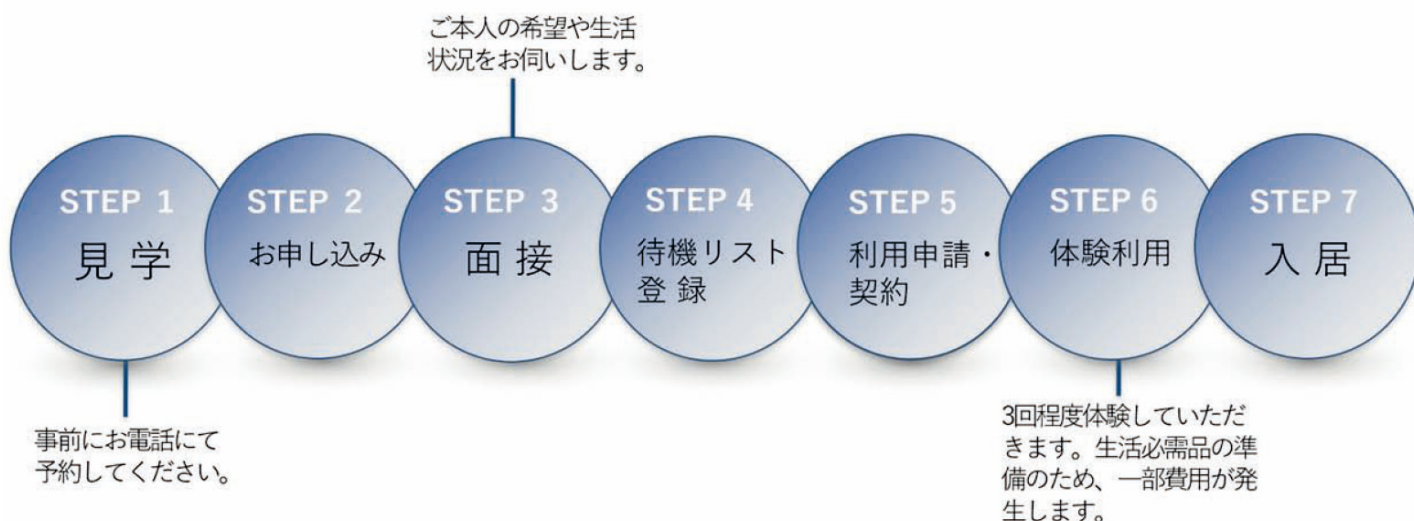 ご本人の希望や生活
状況をお伺いします。
STEP 1
見学
STEP 2
お申し込み
STEP 3
面接
STEP 4
待機リスト
登録
STEP 5
利用申請・
契約
STEP 6
体験利用
STEP 7
入居
事前にお電話にて
予約してください。
3回程度体験していただ
きます。生活必需品の準
備のため、一部費用が発
生します。